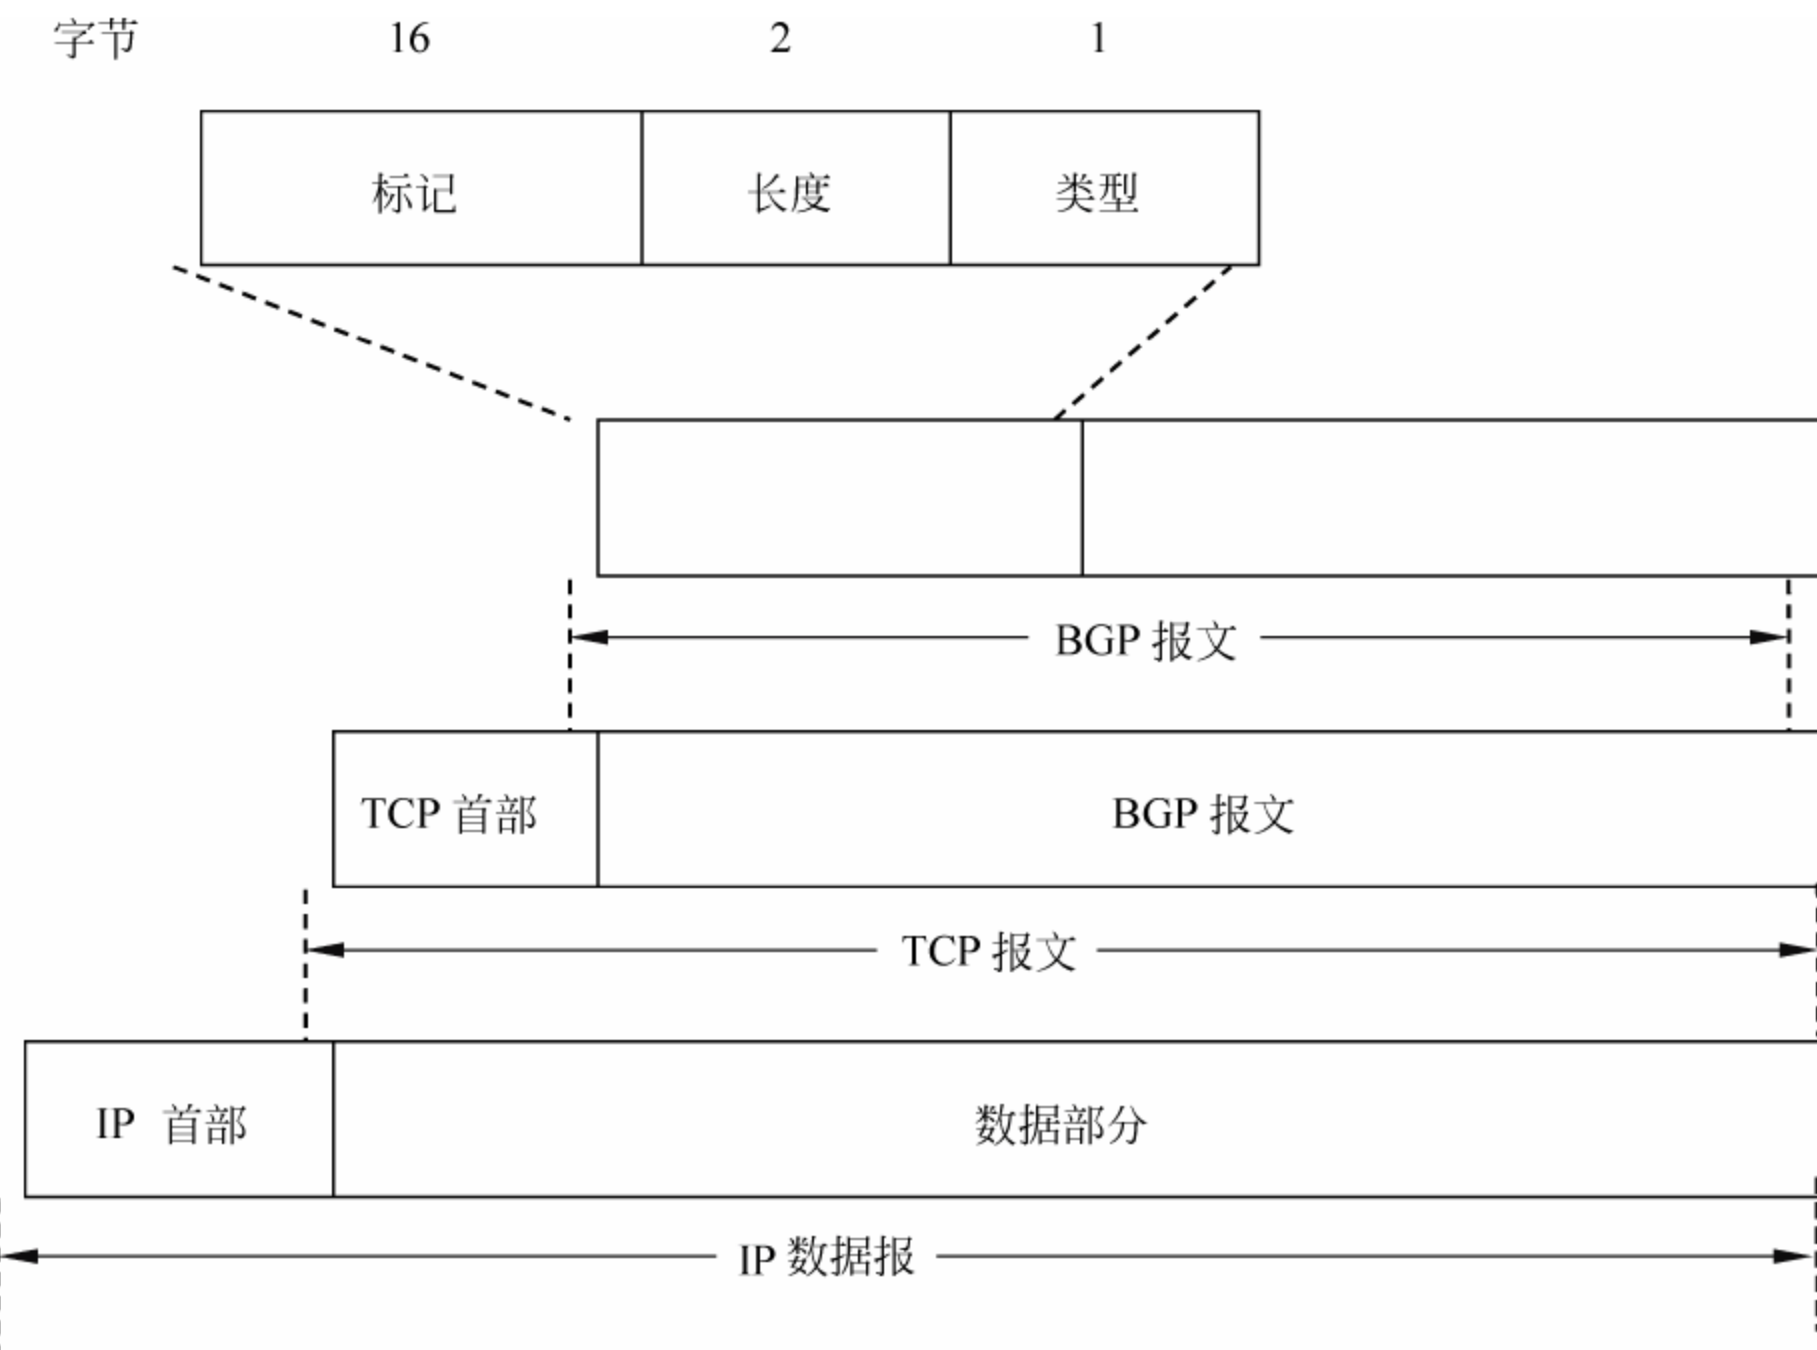 字节 16 2 1
标记 长度 类型
BGP 报文
TCP 首部 BGP 报文
TCP 报文
IP 首部 数据部分
IP 数据报